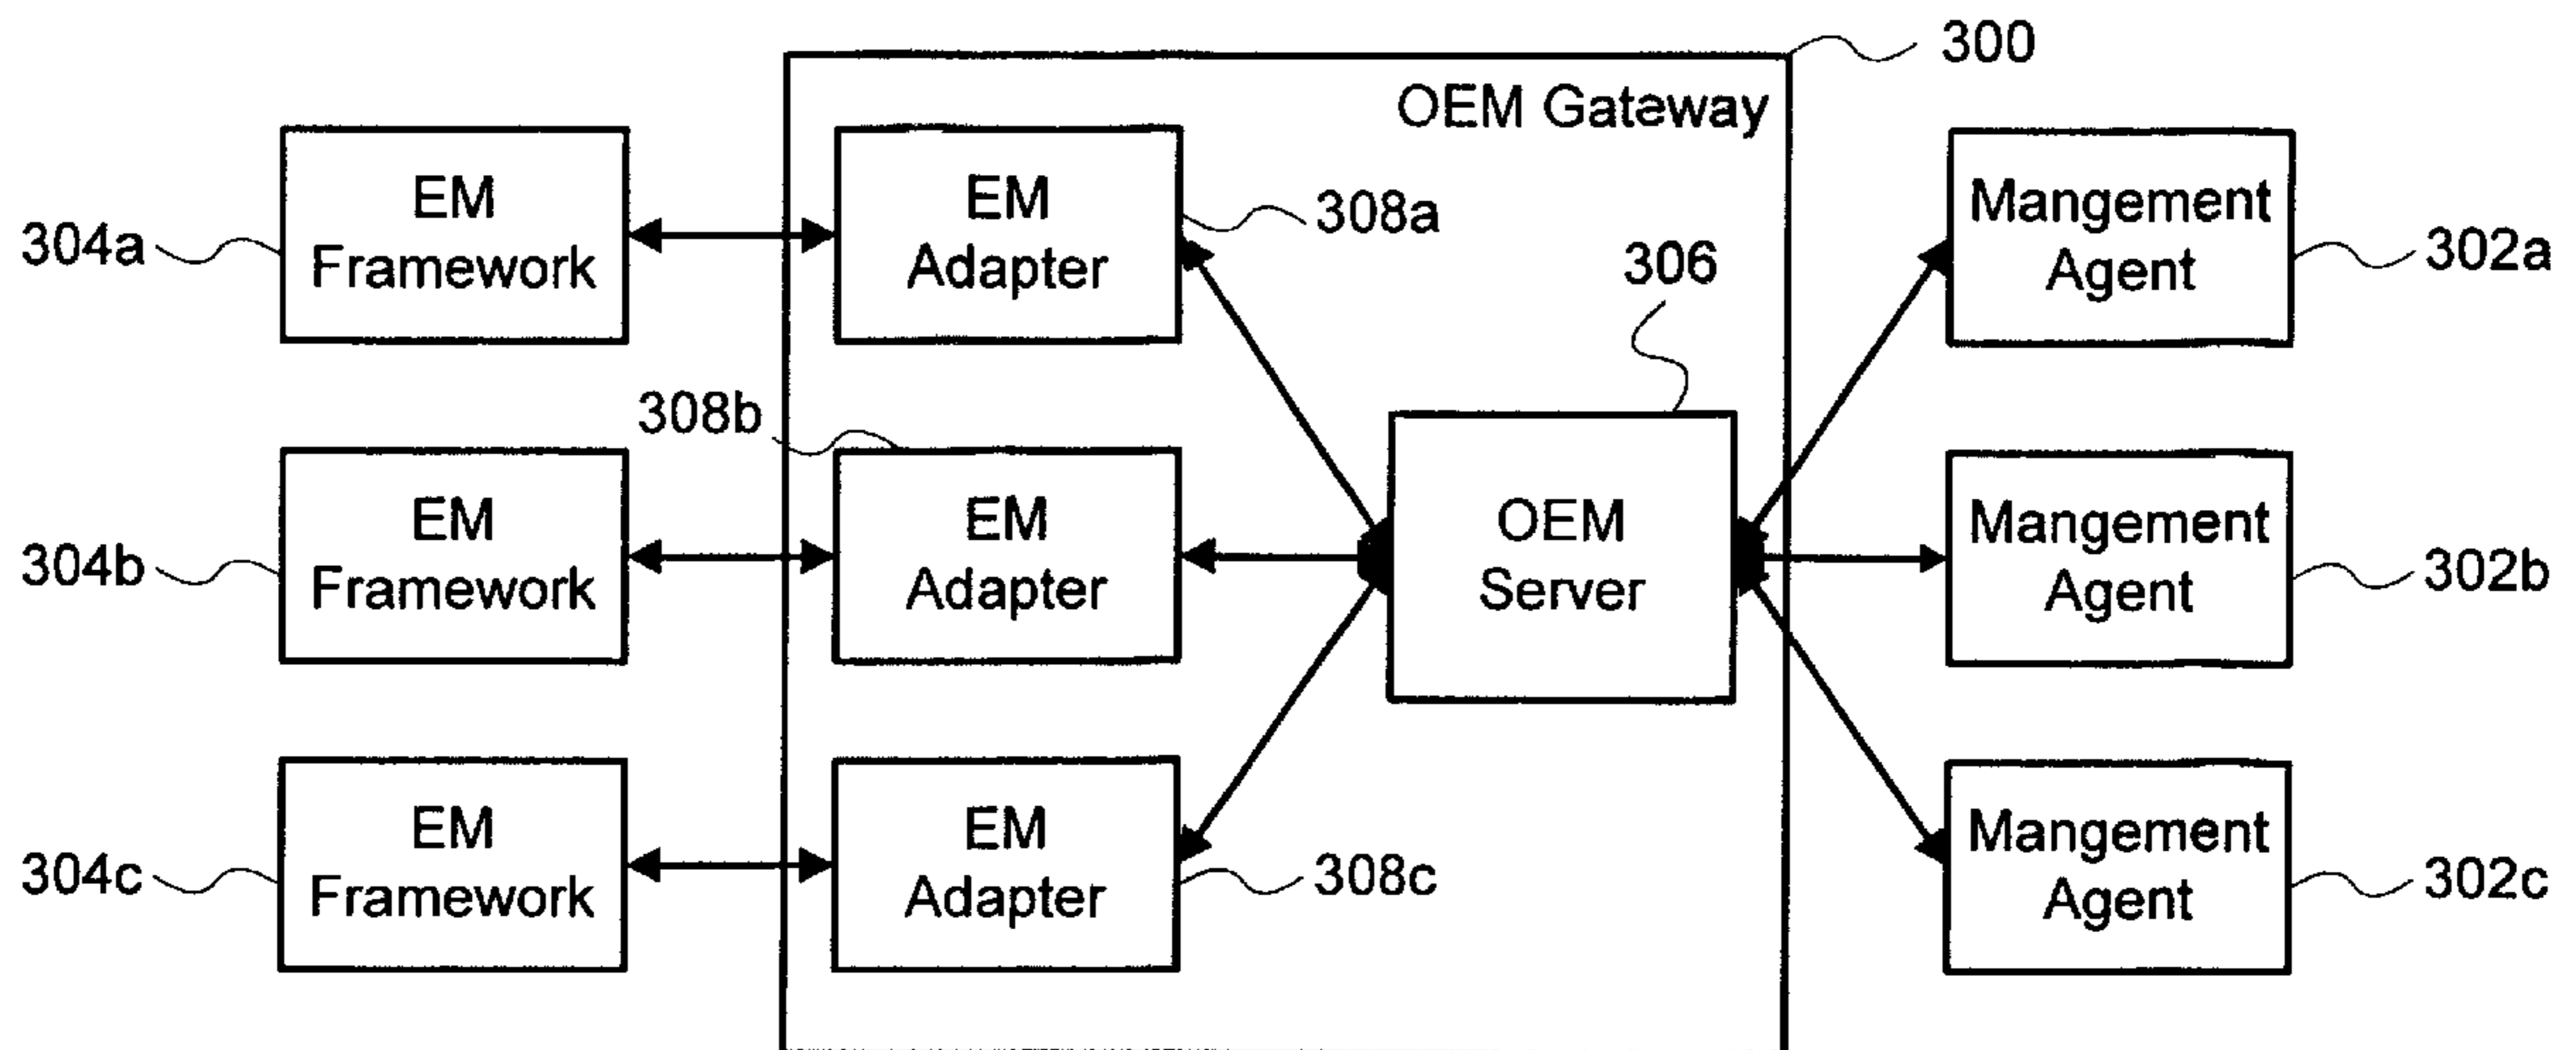 300
OEM Gateway
EM
Framework
304a
EM
Adapter
308a
306
Mangement
Agent
302a
308b
EM
Framework
304b
EM
Adapter
OEM
Server
Mangement
Agent
302b
EM
Framework
304c
EM
Adapter
308c
Mangement
Agent
302c